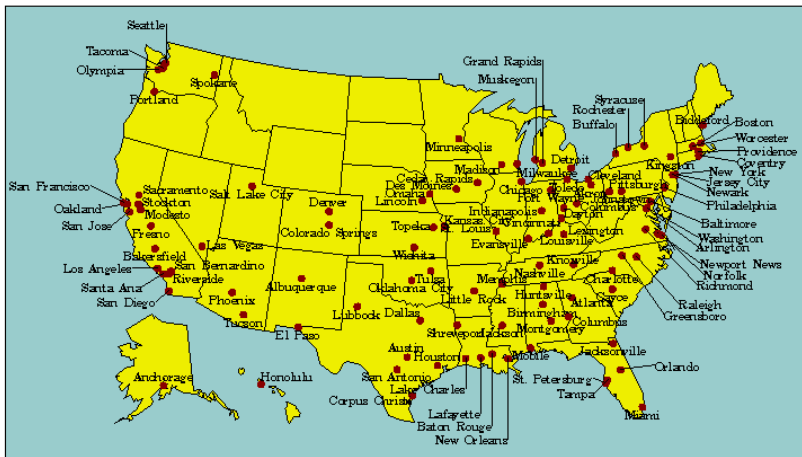 Seattle
Tacoma
Olympia
Spokane
Portland
Grand Rapids
Muskegon
Syracuse
Rochester
Buffalo
Biddeford
Boston
Worcester
Providence
Coventry
New York
Jersey City
Newark
Philadelphia
Baltimore
Washington
Arlington
Newport News
Norfolk
Richmond
Raleigh
Greensboro
Minneapolis
Madison
Milwaukee
Detroit
Kingston
Cedar Rapids
Des Moines
Omaha
Lincoln
Chicago
Toledo
Cleveland
Akron
Pittsburg
Johnstown
Fort Wayne
Columbus
Dayton
Indianapolis
Cincinnati
Kansas City
Topeka
St. Louis
Evansville
Louisville
Lexington
San Francisco
Sacramento
Stockton
Oakland
Modesto
San Jose
Fresno
Salt Lake City
Denver
Colorado Springs
Las Vegas
Bakersfield
Los Angeles
San Bernardino
Riverside
Santa Ana
San Diego
Phoenix
Tucson
Albuquerque
El Paso
Wichita
Tulsa
Oklahoma City
Lubbock
Dallas
Little Rock
Memphis
Nashville
Knoxville
Charlotte
Cayce
Huntsville
Atlanta
Birmingham
Columbus
Montgomery
Shreveport
Jackson
Mobile
Jacksonville
Orlando
St. Petersburg
Tampa
Miami
Austin
Houston
San Antonio
Lake Charles
Corpus Christi
Lafayette
Baton Rouge
New Orleans
Anchorage
Honolulu